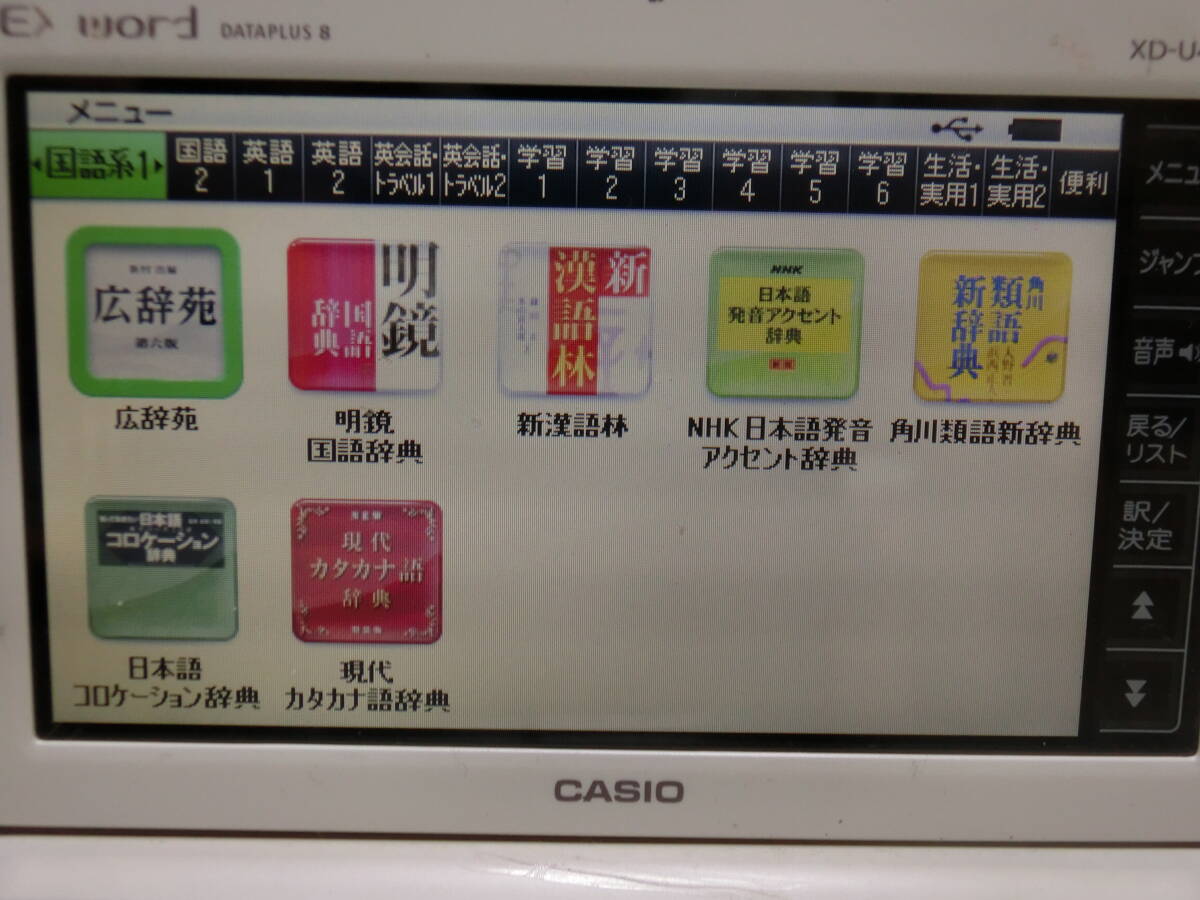 EX word DATAPLUS 8
XD-U
メニュー
国語系1
国語
2
英語
1
英語
2
英会話・
トラベル1
英会話・
トラベル2
学習
1
学習
2
学習
3
学習
4
学習
5
学習
6
生活・
実用1
生活・
実用2
便利
広辞苑
第六版
広辞苑
明鏡
国語
辞典
明鏡
国語辞典
新
漢語林
新漢語林
NHK
日本語
発音アクセント
辞典
NHK日本語発音
アクセント辞典
角川
類語
新辞典
角川類語新辞典
日本語
コロケーション
辞典
日本語
コロケーション辞典
現代
カタカナ語
辞典
現代
カタカナ語辞典
メニュ
ジャンプ
音声
戻る/
リスト
訳/
決定
CASIO